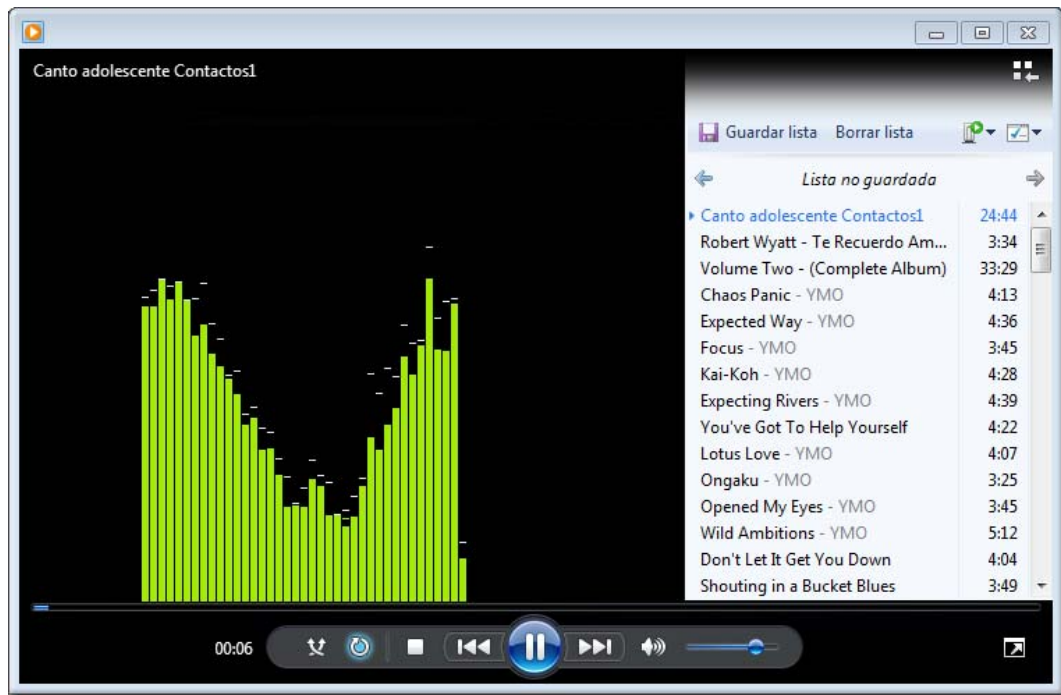 Canto adolescente Contactos1
Guardar lista Borrar lista
Lista no guardada
Canto adolescente Contactos1 24:44
Robert Wyatt - Te Recuerdo Am... 3:34
Volume Two - (Complete Album) 33:29
Chaos Panic - YMO 4:13
Expected Way - YMO 4:36
Focus - YMO 3:45
Kai-Koh - YMO 4:28
Expecting Rivers - YMO 4:39
You've Got To Help Yourself 4:22
Lotus Love - YMO 4:07
Ongaku - YMO 3:25
Opened My Eyes - YMO 3:45
Wild Ambitions - YMO 5:12
Don't Let It Get You Down 4:04
Shouting in a Bucket Blues 3:49
00:06